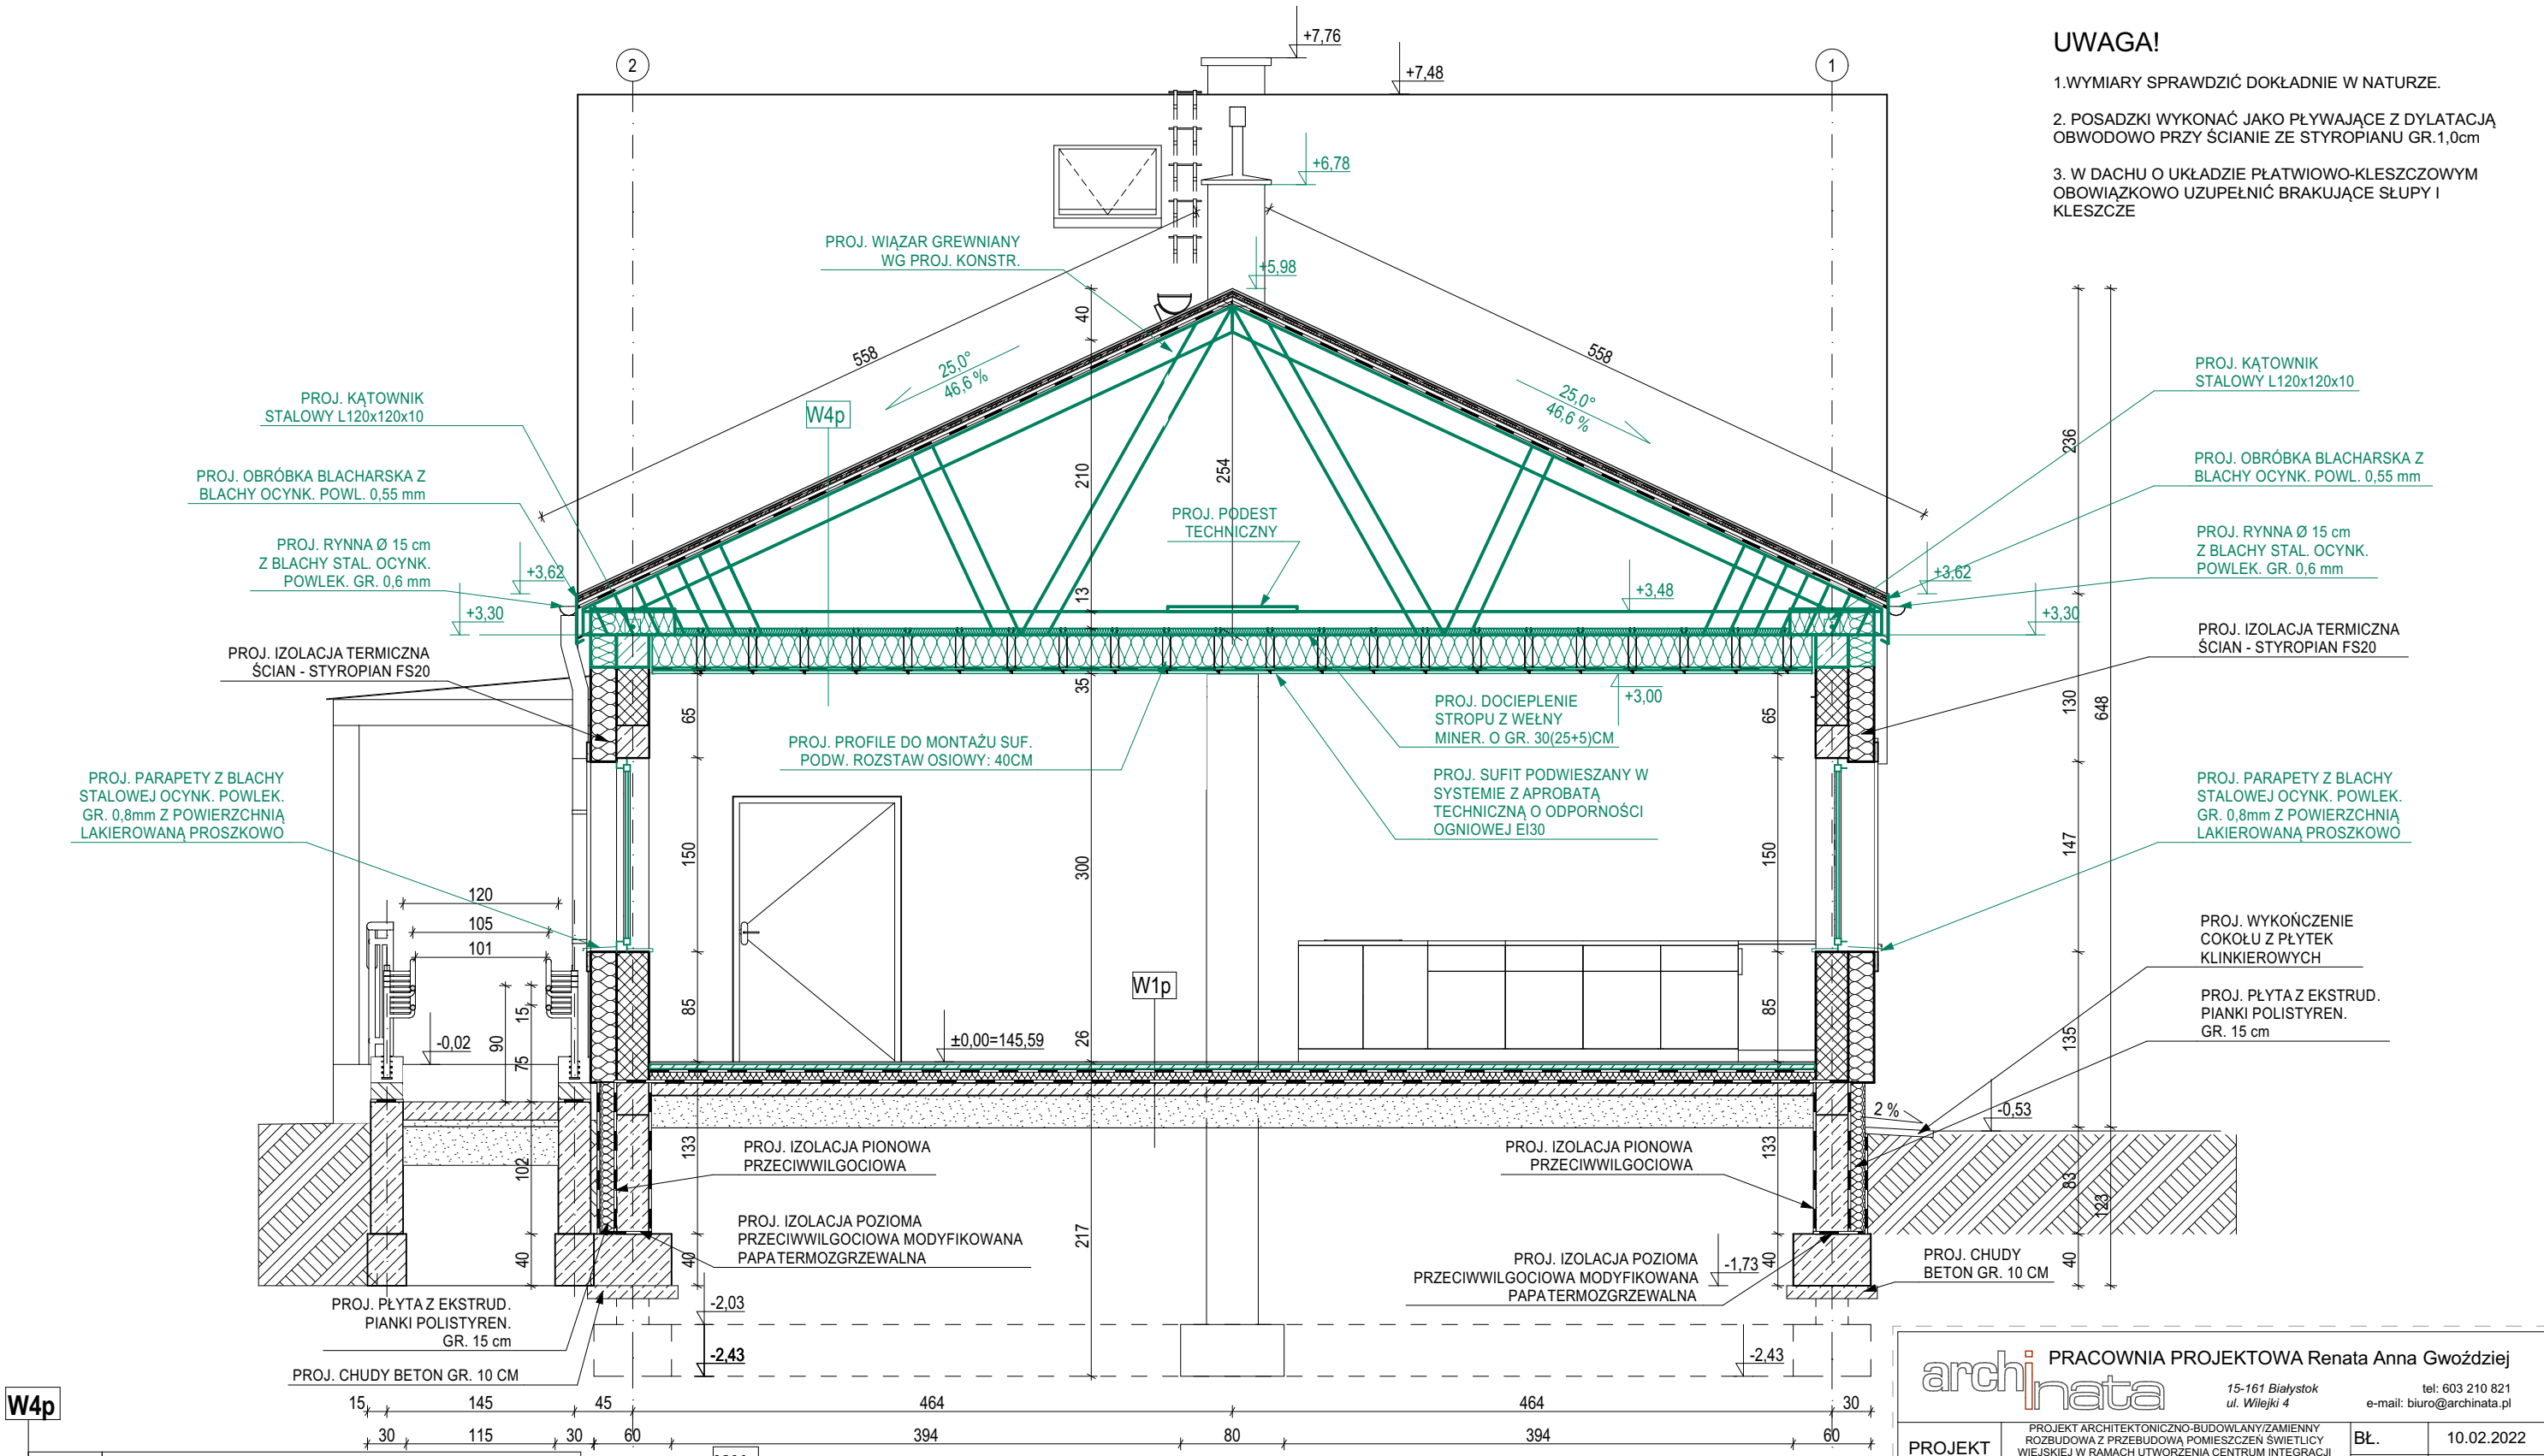 UWAGA!
1.WYMIARY SPRAWDZIĆ DOKŁADNIE W NATURZE.
2. POSADZKI WYKONAĆ JAKO PŁYWAJĄCE Z DYLATACJĄ
OBWODOWO PRZY ŚCIANIE ZE STYROPIANU GR.1,0cm
3. W DACHU O UKŁADZIE PŁATWIOWO-KLESZCZOWYM
OBOWIĄZKOWO UZUPEŁNIĆ BRAKUJĄCE SŁUPY I
KLESZCZE
2
1
+7,76
+7,48
+6,78
+5,98
PROJ. WIĄZAR GREWNIANY
WG PROJ. KONSTR.
558
558
25,0°
46,6 %
25,0°
46,6 %
40
210
254
13
35
300
26
217
W4p
PROJ. KĄTOWNIK
STALOWY L120x120x10
PROJ. OBRÓBKA BLACHARSKA Z
BLACHY OCYNK. POWL. 0,55 mm
PROJ. RYNNA Ø 15 cm
Z BLACHY STAL. OCYNK.
POWLEK. GR. 0,6 mm
+3,62
+3,30
PROJ. IZOLACJA TERMICZNA
ŚCIAN - STYROPIAN FS20
PROJ. PARAPETY Z BLACHY
STALOWEJ OCYNK. POWLEK.
GR. 0,8mm Z POWIERZCHNIĄ
LAKIEROWANĄ PROSZKOWO
PROJ. PODEST
TECHNICZNY
+3,48
+3,00
PROJ. DOCIEPLENIE
STROPU Z WEŁNY
MINER. O GR. 30(25+5)CM
PROJ. PROFILE DO MONTAŻU SUF.
PODW. ROZSTAW OSIOWY: 40CM
PROJ. SUFIT PODWIESZANY W
SYSTEMIE Z APROBATĄ
TECHNICZNĄ O ODPORNOŚCI
OGNIOWEJ EI30
PROJ. KĄTOWNIK
STALOWY L120x120x10
PROJ. OBRÓBKA BLACHARSKA Z
BLACHY OCYNK. POWL. 0,55 mm
PROJ. RYNNA Ø 15 cm
Z BLACHY STAL. OCYNK.
POWLEK. GR. 0,6 mm
+3,62
+3,30
PROJ. IZOLACJA TERMICZNA
ŚCIAN - STYROPIAN FS20
PROJ. PARAPETY Z BLACHY
STALOWEJ OCYNK. POWLEK.
GR. 0,8mm Z POWIERZCHNIĄ
LAKIEROWANĄ PROSZKOWO
PROJ. WYKOŃCZENIE
COKOŁU Z PŁYTEK
KLINKIEROWYCH
PROJ. PŁYTA Z EKSTRUD.
PIANKI POLISTYREN.
GR. 15 cm
236
130
648
147
135
83
123
40
65
150
85
133
40
65
150
85
133
40
120
105
101
15
90
75
102
40
-0,02
±0,00=145,59
W1p
2 %
-0,53
PROJ. IZOLACJA PIONOWA
PRZECIWWILGOCIOWA
PROJ. IZOLACJA POZIOMA
PRZECIWWILGOCIOWA MODYFIKOWANA
PAPA TERMOZGRZEWALNA
PROJ. IZOLACJA PIONOWA
PRZECIWWILGOCIOWA
PROJ. IZOLACJA POZIOMA
PRZECIWWILGOCIOWA MODYFIKOWANA
PAPA TERMOZGRZEWALNA
-1,73
PROJ. CHUDY
BETON GR. 10 CM
PROJ. PŁYTA Z EKSTRUD.
PIANKI POLISTYREN.
GR. 15 cm
PROJ. CHUDY BETON GR. 10 CM
-2,03
-2,43
-2,43
W4p
15
145
45
464
464
30
30
115
30
60
394
80
394
60
archinata
PRACOWNIA PROJEKTOWA Renata Anna Gwoździej
15-161 Białystok
ul. Wilejki 4
tel: 603 210 821
e-mail: biuro@archinata.pl
PROJEKT
PROJEKT ARCHITEKTONICZNO-BUDOWLANY/ZAMIENNY
ROZBUDOWA Z PRZEBUDOWĄ POMIESZCZEŃ ŚWIETLICY
WIEJSKIEJ W RAMACH UTWORZENIA CENTRUM INTEGRACJI
BŁ.
10.02.2022